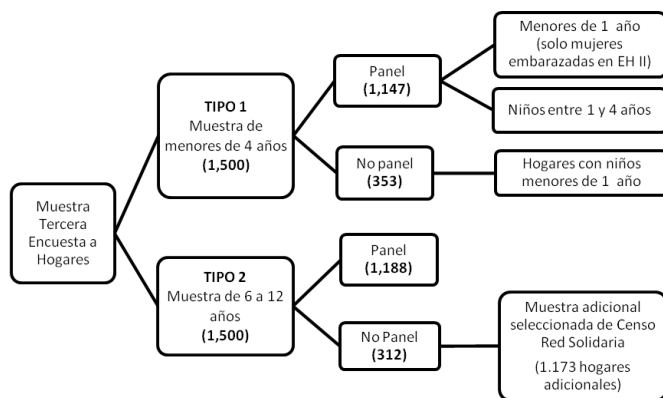 Muestra
Tercera
Encuesta a
Hogares
TIPO 1
Muestra de
menores de 4 años
(1,500)
Panel
(1,147)
Menores de 1 año
(solo mujeres
embarazadas en EH II)
Niños entre 1 y 4 años
No panel
(353)
Hogares con niños
menores de 1 año
TIPO 2
Muestra de 6 a 12
años
(1,500)
Panel
(1,188)
No Panel
(312)
Muestra adicional
seleccionada de Censo
Red Solidaria
(1.173 hogares
adicionales)